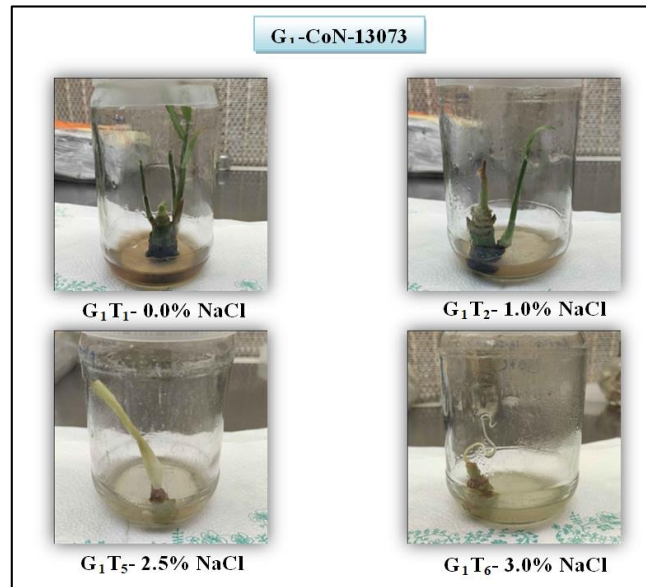 G₁-CoN-13073
G₁T₁- 0.0% NaCl
G₁T₂- 1.0% NaCl
G₁T₅- 2.5% NaCl
G₁T₆- 3.0% NaCl